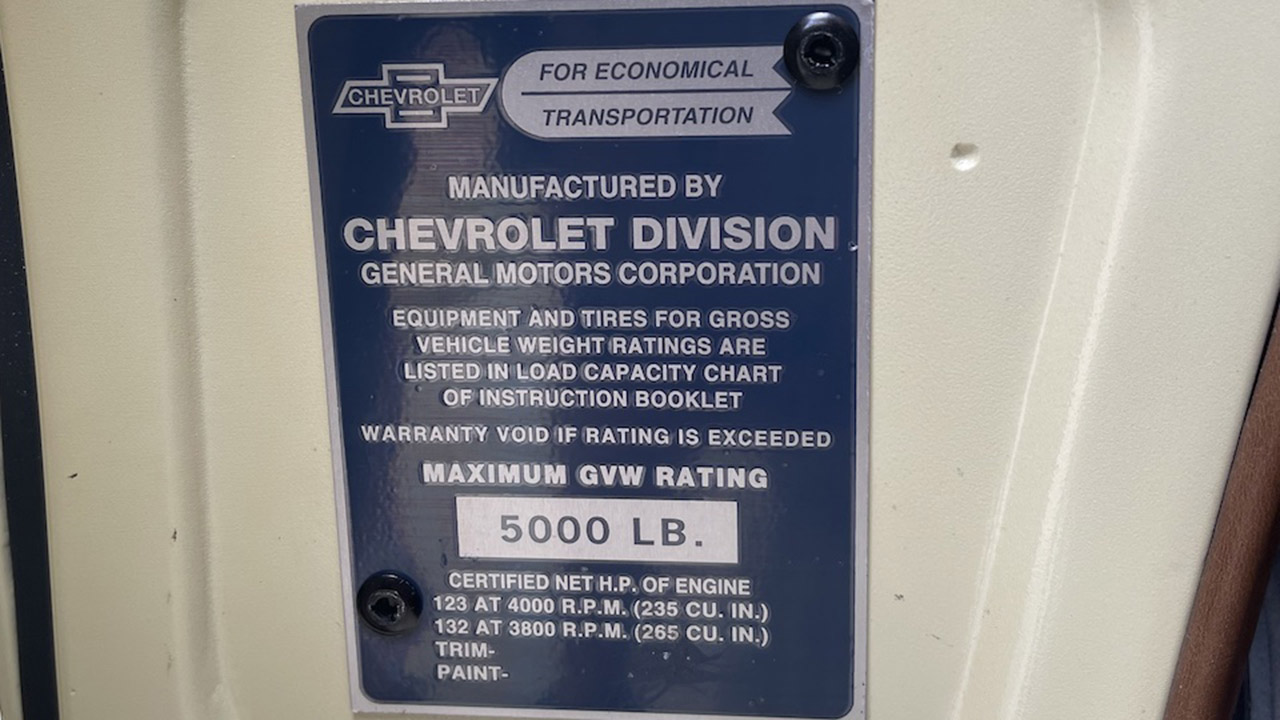 CHEVROLET
FOR ECONOMICAL
TRANSPORTATION
MANUFACTURED BY
CHEVROLET DIVISION
GENERAL MOTORS CORPORATION
EQUIPMENT AND TIRES FOR GROSS
VEHICLE WEIGHT RATINGS ARE
LISTED IN LOAD CAPACITY CHART
OF INSTRUCTION BOOKLET
WARRANTY VOID IF RATING IS EXCEEDED
MAXIMUM GVW RATING
5000 LB.
CERTIFIED NET H.P. OF ENGINE
123 AT 4000 R.P.M. (235 CU. IN.)
132 AT 3800 R.P.M. (265 CU. IN.)
TRIM-
PAINT-